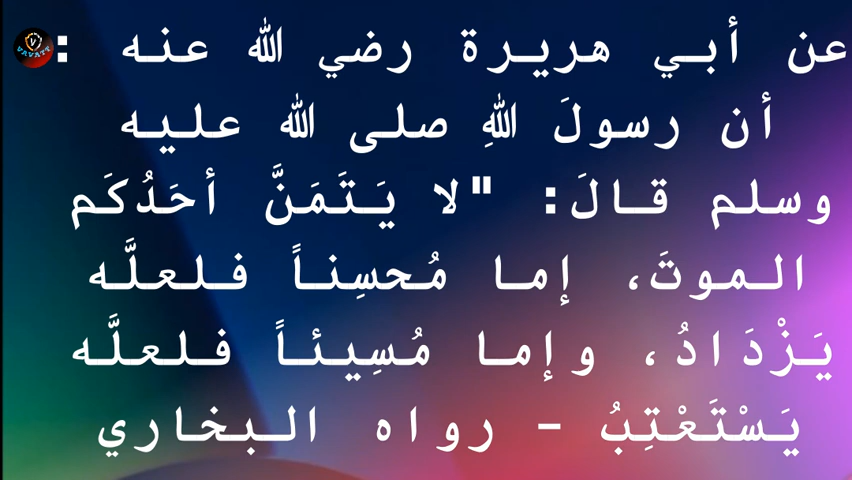 عن أبي هريرة رضي الله عنه :
أن رسولَ اللهِ صلى الله عليه
وسلم قالَ: "لا يَتَمَنَّ أحَدُكَم
الموتَ، إما مُحسِناً فلعلَّه
يَزْدَادُ، وإما مُسِيئاً فلعلَّه
يَسْتَعْتِبُ - رواه البخاري
V
VAVATT